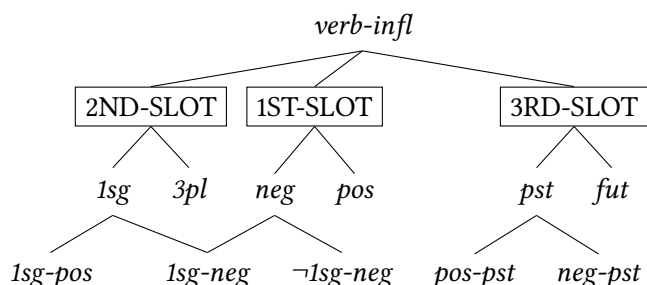 verb-infl
2ND-SLOT 1ST-SLOT 3RD-SLOT
1sg 3pl neg pos pst fut
1sg-pos 1sg-neg ¬1sg-neg pos-pst neg-pst